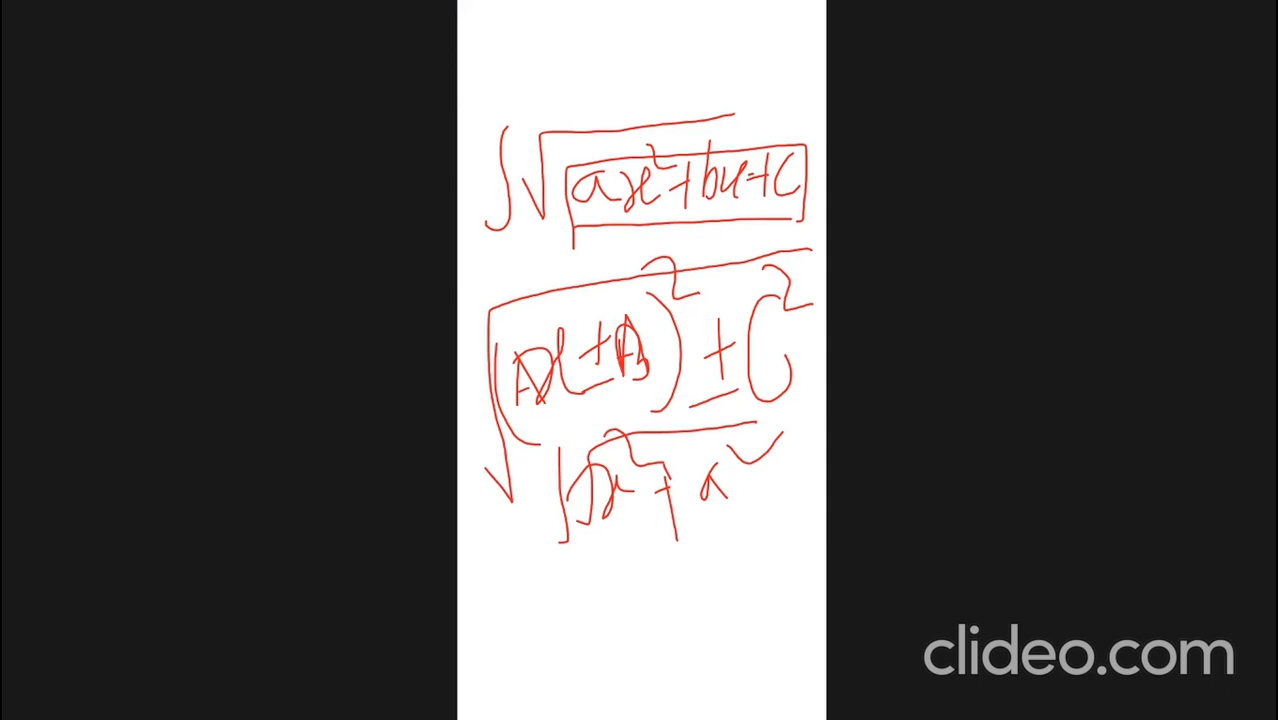 ∫√ax²+bx+c
√(Ax±B)²±C²
∫√x²+a²
clideo.com